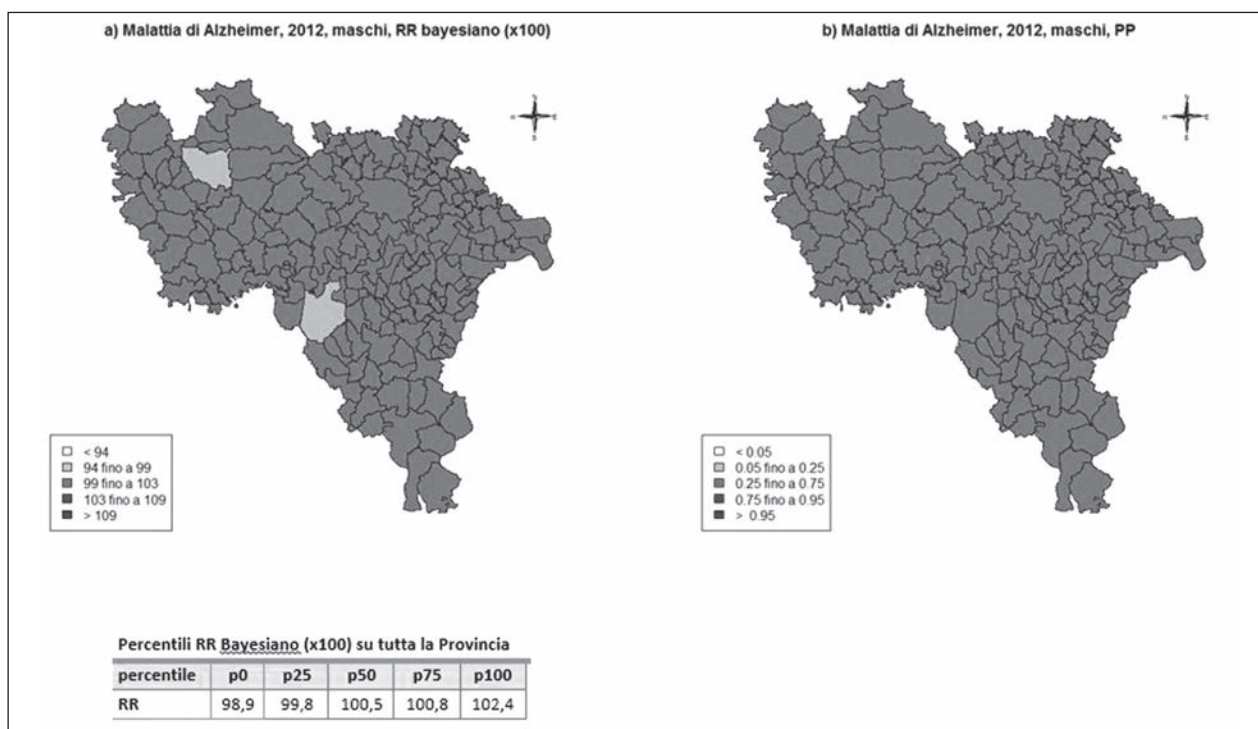 a) Malattia di Alzheimer, 2012, maschi, RR bayesiano (x100)
N
E
S
< 94
94 fino a 99
99 fino a 103
103 fino a 109
> 109
b) Malattia di Alzheimer, 2012, maschi, PP
N
E
S
< 0.05
0.05 fino a 0.25
0.25 fino a 0.75
0.75 fino a 0.95
> 0.95
Percentili RR Bayesiano (x100) su tutta la Provincia
percentile p0 p25 p50 p75 p100
RR 98,9 99,8 100,5 100,8 102,4